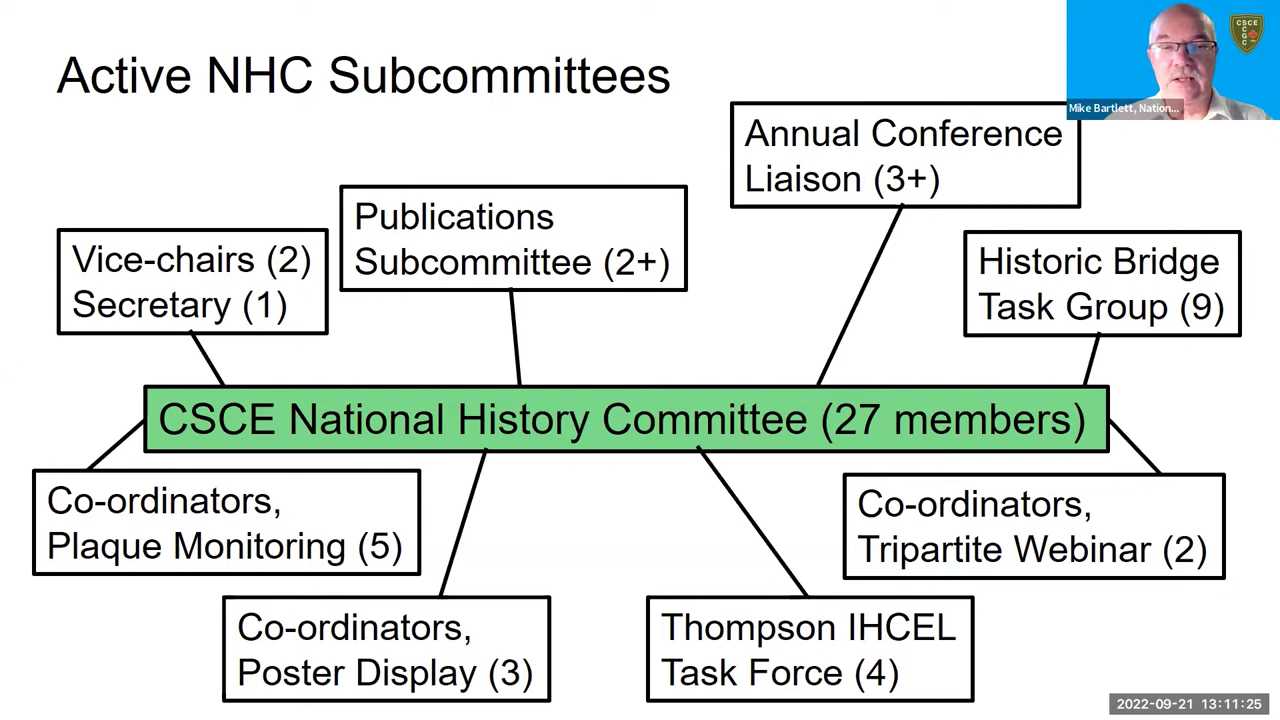 Active NHC Subcommittees
CSCE
C
G
C
Mike Bartlett, Nation...
Annual Conference
Liaison (3+)
Publications
Subcommittee (2+)
Vice-chairs (2)
Secretary (1)
Historic Bridge
Task Group (9)
CSCE National History Committee (27 members)
Co-ordinators,
Plaque Monitoring (5)
Co-ordinators,
Tripartite Webinar (2)
Co-ordinators,
Poster Display (3)
Thompson IHCEL
Task Force (4)
2022-09-21 13:11:25